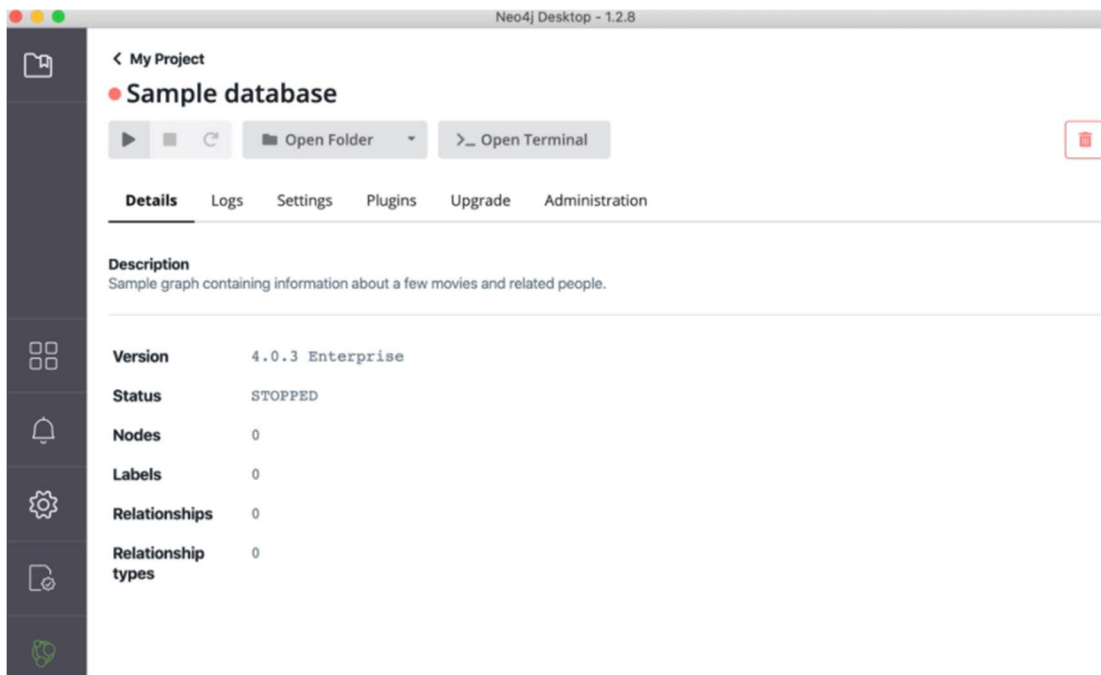 Neo4j Desktop - 1.2.8
My Project
Sample database
Open Folder
Open Terminal
Details Logs Settings Plugins Upgrade Administration
Description
Sample graph containing information about a few movies and related people.
Version 4.0.3 Enterprise
Status STOPPED
Nodes 0
Labels 0
Relationships 0
Relationship 0
types